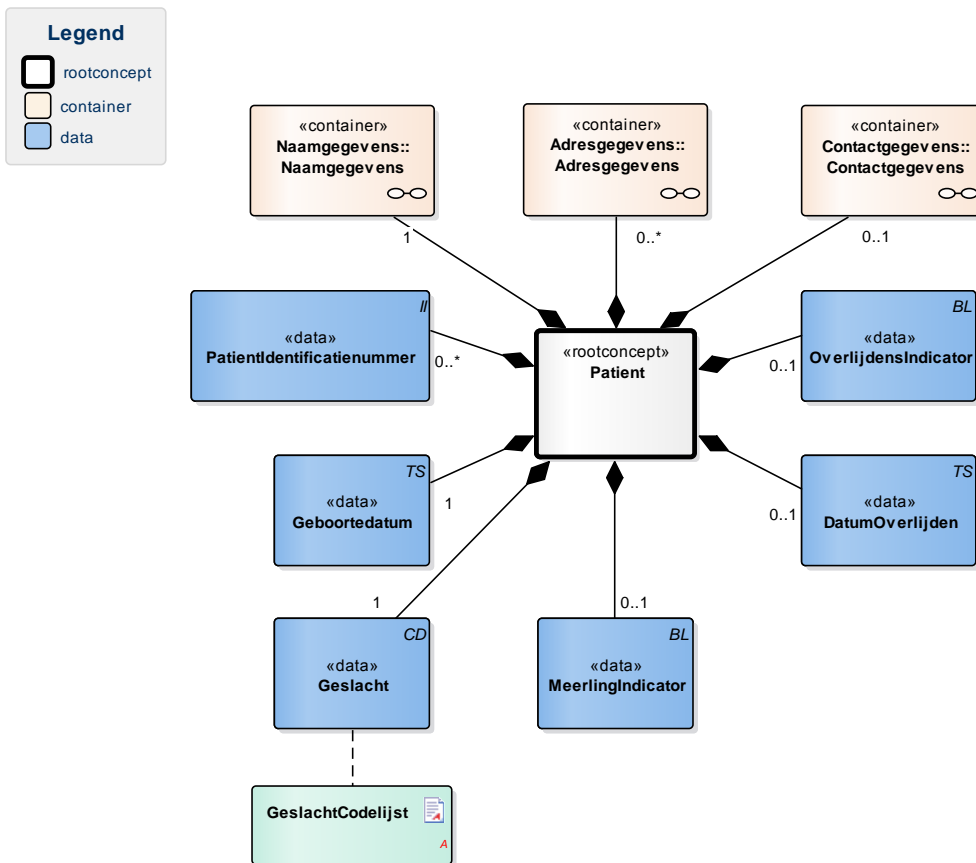 Legend
rootconcept
container
data
«container»
Naamgegevens::
Naamgegevens
«container»
Adresgegevens::
Adresgegevens
«container»
Contactgegevens::
Contactgegevens
1
0..*
0..1
II
«data»
PatientIdentificatienummer
0..*
«rootconcept»
Patient
BL
«data»
OverlijdensIndicator
0..1
TS
«data»
Geboortedatum
1
TS
«data»
DatumOverlijden
0..1
1
0..1
CD
«data»
Geslacht
BL
«data»
MeerlingIndicator
GeslachtCodelijst
A